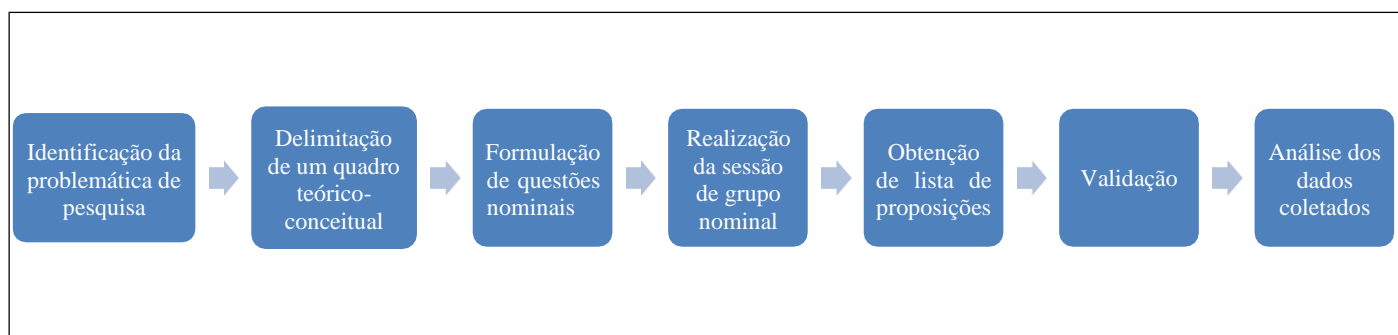 Identificação da
problemática de
pesquisa
Delimitação
de um quadro
teórico-
conceitual
Formulação
de questões
nominais
Realização
da sessão
de grupo
nominal
Obtenção
de lista de
proposições
Validação
Análise dos
dados
coletados